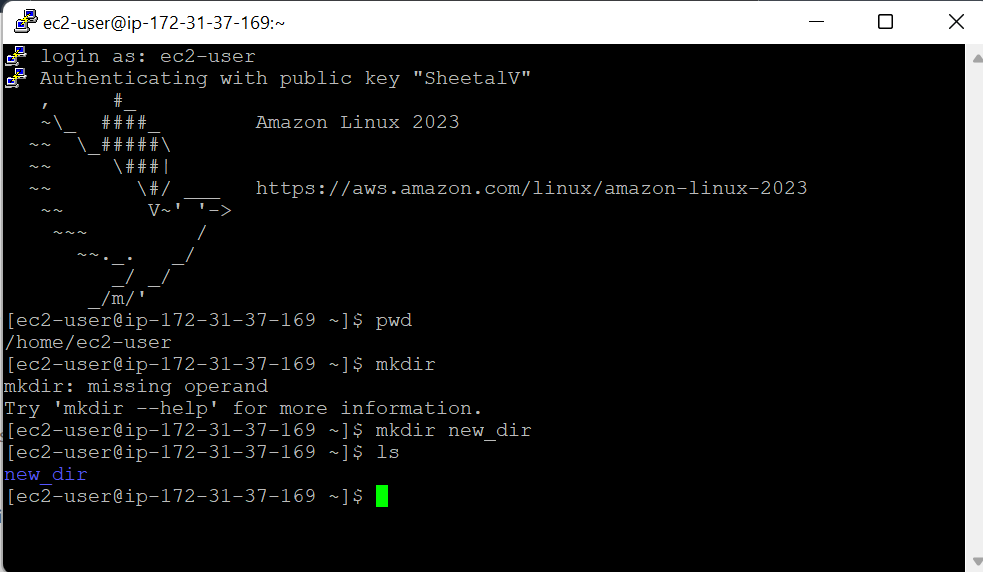 ec2-user@ip-172-31-37-169:~
login as: ec2-user
Authenticating with public key "SheetalV"
   ,     #_
   ~\_  ####_        Amazon Linux 2023
  ~~  \_#####\
  ~~     \###|
  ~~       \#/ ___   https://aws.amazon.com/linux/amazon-linux-2023
   ~~       V~' '->
    ~~~         /
      ~~._.   _/
         _/ _/
       _/m/'
[ec2-user@ip-172-31-37-169 ~]$ pwd
/home/ec2-user
[ec2-user@ip-172-31-37-169 ~]$ mkdir
mkdir: missing operand
Try 'mkdir --help' for more information.
[ec2-user@ip-172-31-37-169 ~]$ mkdir new_dir
[ec2-user@ip-172-31-37-169 ~]$ ls
new_dir
[ec2-user@ip-172-31-37-169 ~]$